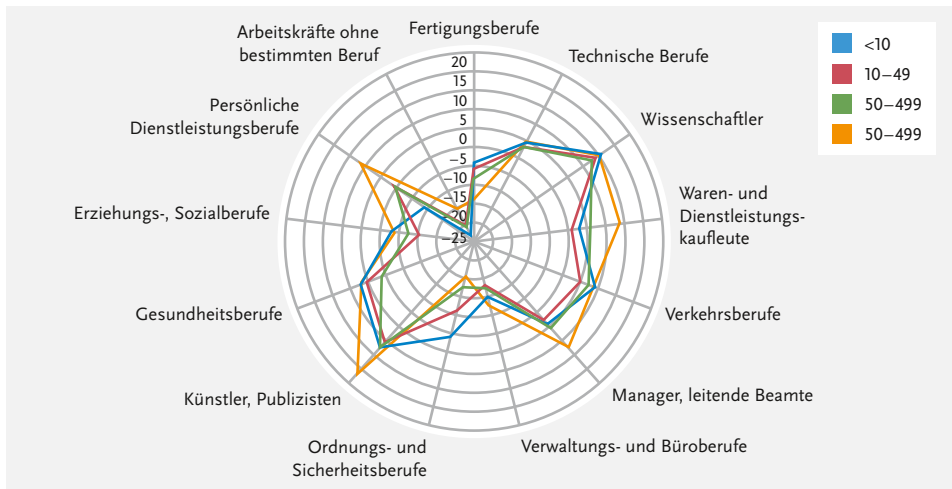 Fertigungsberufe
Technische Berufe
Wissenschaftler
Waren- und
Dienstleistungs-
kaufleute
Verkehrsberufe
Manager, leitende Beamte
Verwaltungs- und Büroberufe
Ordnungs- und
Sicherheitsberufe
Künstler, Publizisten
Gesundheitsberufe
Erziehungs-, Sozialberufe
Persönliche
Dienstleistungsberufe
Arbeitskräfte ohne
bestimmten Beruf
20
15
10
5
0
−5
−10
−15
−20
−25
<10
10–49
50–499
50–499